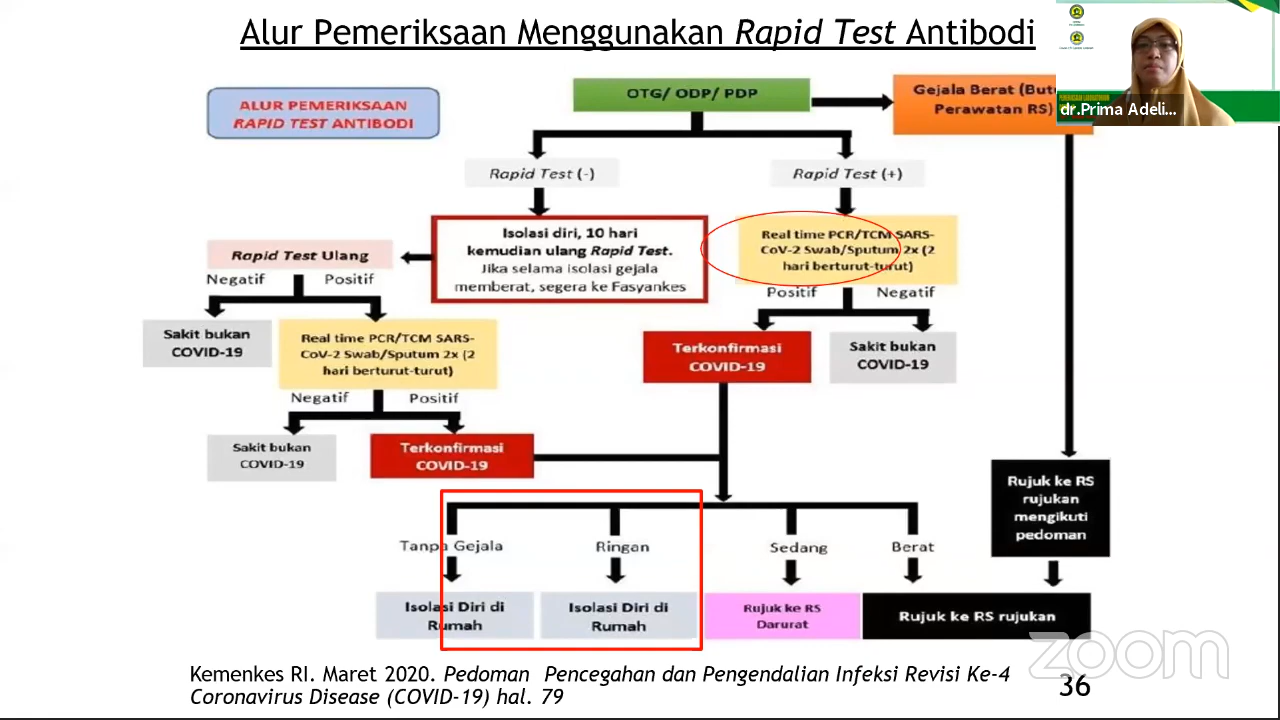 Alur Pemeriksaan Menggunakan Rapid Test Antibodi
ALUR PEMERIKSAAN
RAPID TEST ANTIBODI
OTG/ ODP/ PDP
Gejala Berat
Perawatan RS)
dr.Prima Adeli...
Rapid Test (-)
Rapid Test (+)
Isolasi diri, 10 hari
kemudian ulang Rapid Test.
Jika selama isolasi gejala
memberat, segera ke Fasyankes
Real time PCR/TCM SARS-
CoV-2 Swab/Sputum 2x (2
hari berturut-turut)
Rapid Test Ulang
Negatif
Positif
Positif
Negatif
Sakit bukan
COVID-19
Real time PCR/TCM SARS-
CoV-2 Swab/Sputum 2x (2
hari berturut-turut)
Terkonfirmasi
COVID-19
Sakit bukan
COVID-19
Negatif
Positif
Sakit bukan
COVID-19
Terkonfirmasi
COVID-19
Rujuk ke RS
rujukan
mengikuti
pedoman
Tanpa Gejala
Ringan
Sedang
Berat
Isolasi Diri di
Rumah
Isolasi Diri di
Rumah
Rujuk ke RS
Darurat
Rujuk ke RS rujukan
zoom
Kemenkes RI. Maret 2020. Pedoman Pencegahan dan Pengendalian Infeksi Revisi Ke-4
Coronavirus Disease (COVID-19) hal. 79
36